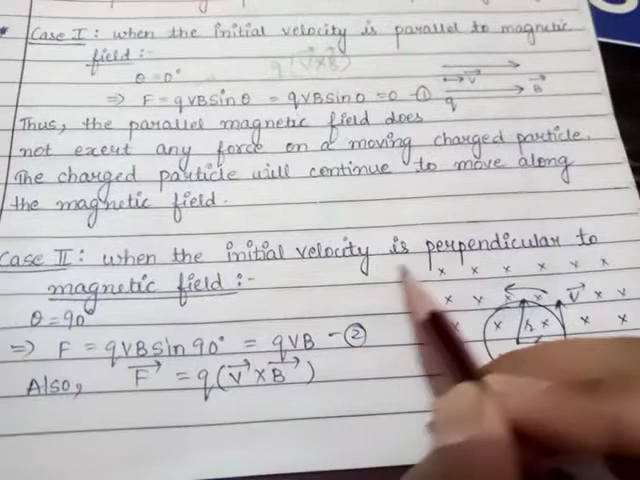 Case I: when the initial velocity is parallel to magnetic
field:-
q(V×B)
θ=0°
⇒ F=qVBsinθ = qVBsin0 =0 -①
V
q
B
Thus, the parallel magnetic field does
not exert any force on a moving charged particle.
The charged particle will continue to move along
the magnetic field.
Case II: when the initial velocity is perpendicular to
magnetic field:-
x x x x x x
x x x x V x x
x x r x x x
θ=90°
⇒ F=qVBsin90° = qVB -②
Also, F = q(V×B)